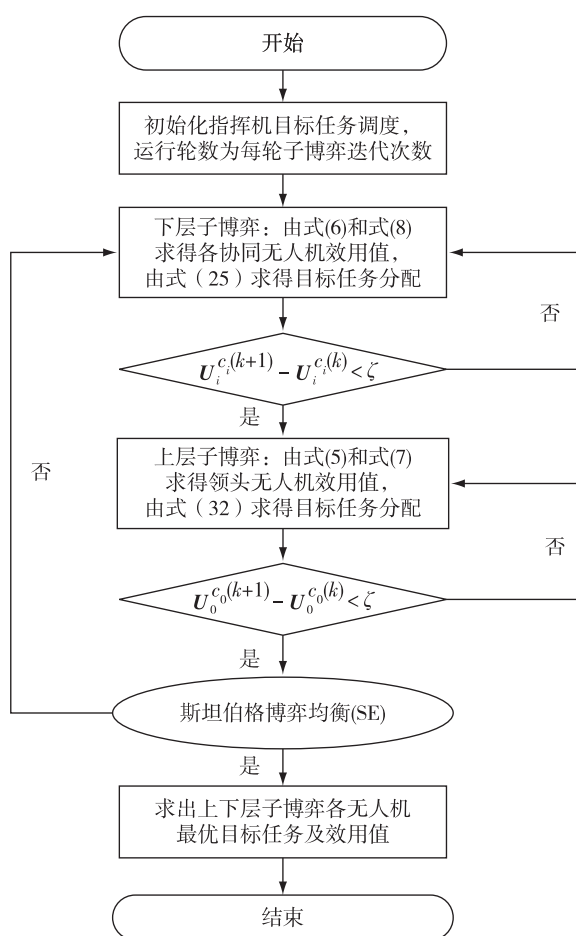 开始
初始化指挥机目标任务调度，
运行轮数为每轮子博弈迭代次数
下层子博弈：由式(6)和式(8)
求得各协同无人机效用值，
由式（25）求得目标任务分配
否
U_i^{c_i(k+1)} − U_i^{c_i(k)} < ζ
是
否
上层子博弈：由式(5)和式(7)
求得领头无人机效用值，
由式（32）求得目标任务分配
否
U_0^{c_0(k+1)} − U_0^{c_0(k)} < ζ
是
斯坦伯格博弈均衡(SE)
是
求出上下层子博弈各无人机
最优目标任务及效用值
结束